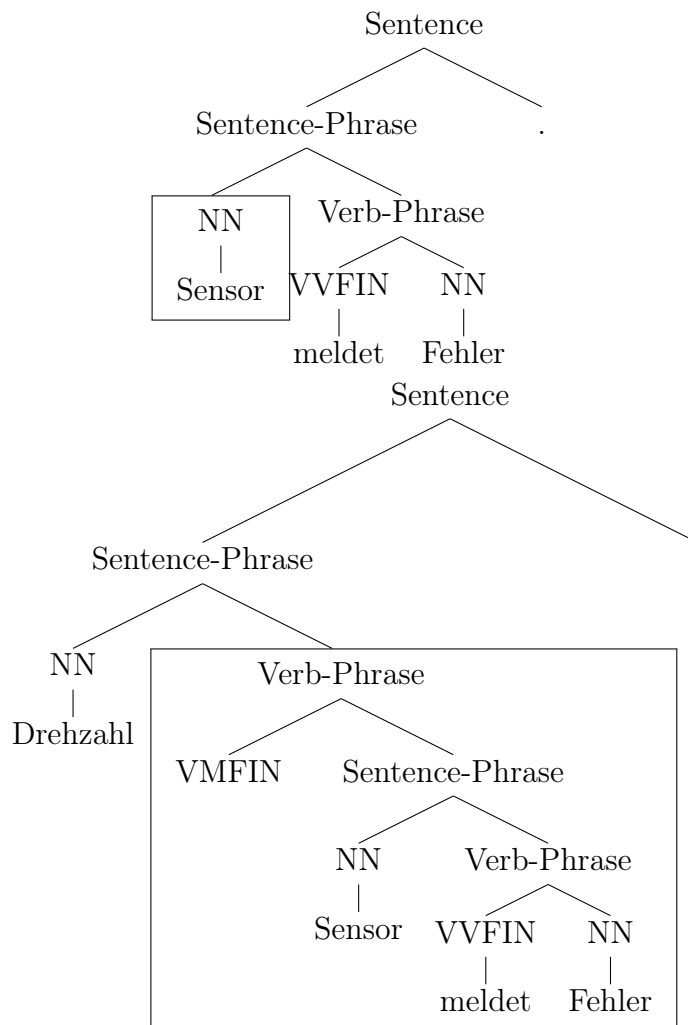 Sentence
Sentence-Phrase .
NN Verb-Phrase
Sensor VVFIN NN
meldet Fehler
Sentence
Sentence-Phrase
NN Verb-Phrase
Drehzahl
VMFIN Sentence-Phrase
NN Verb-Phrase
Sensor VVFIN NN
meldet Fehler